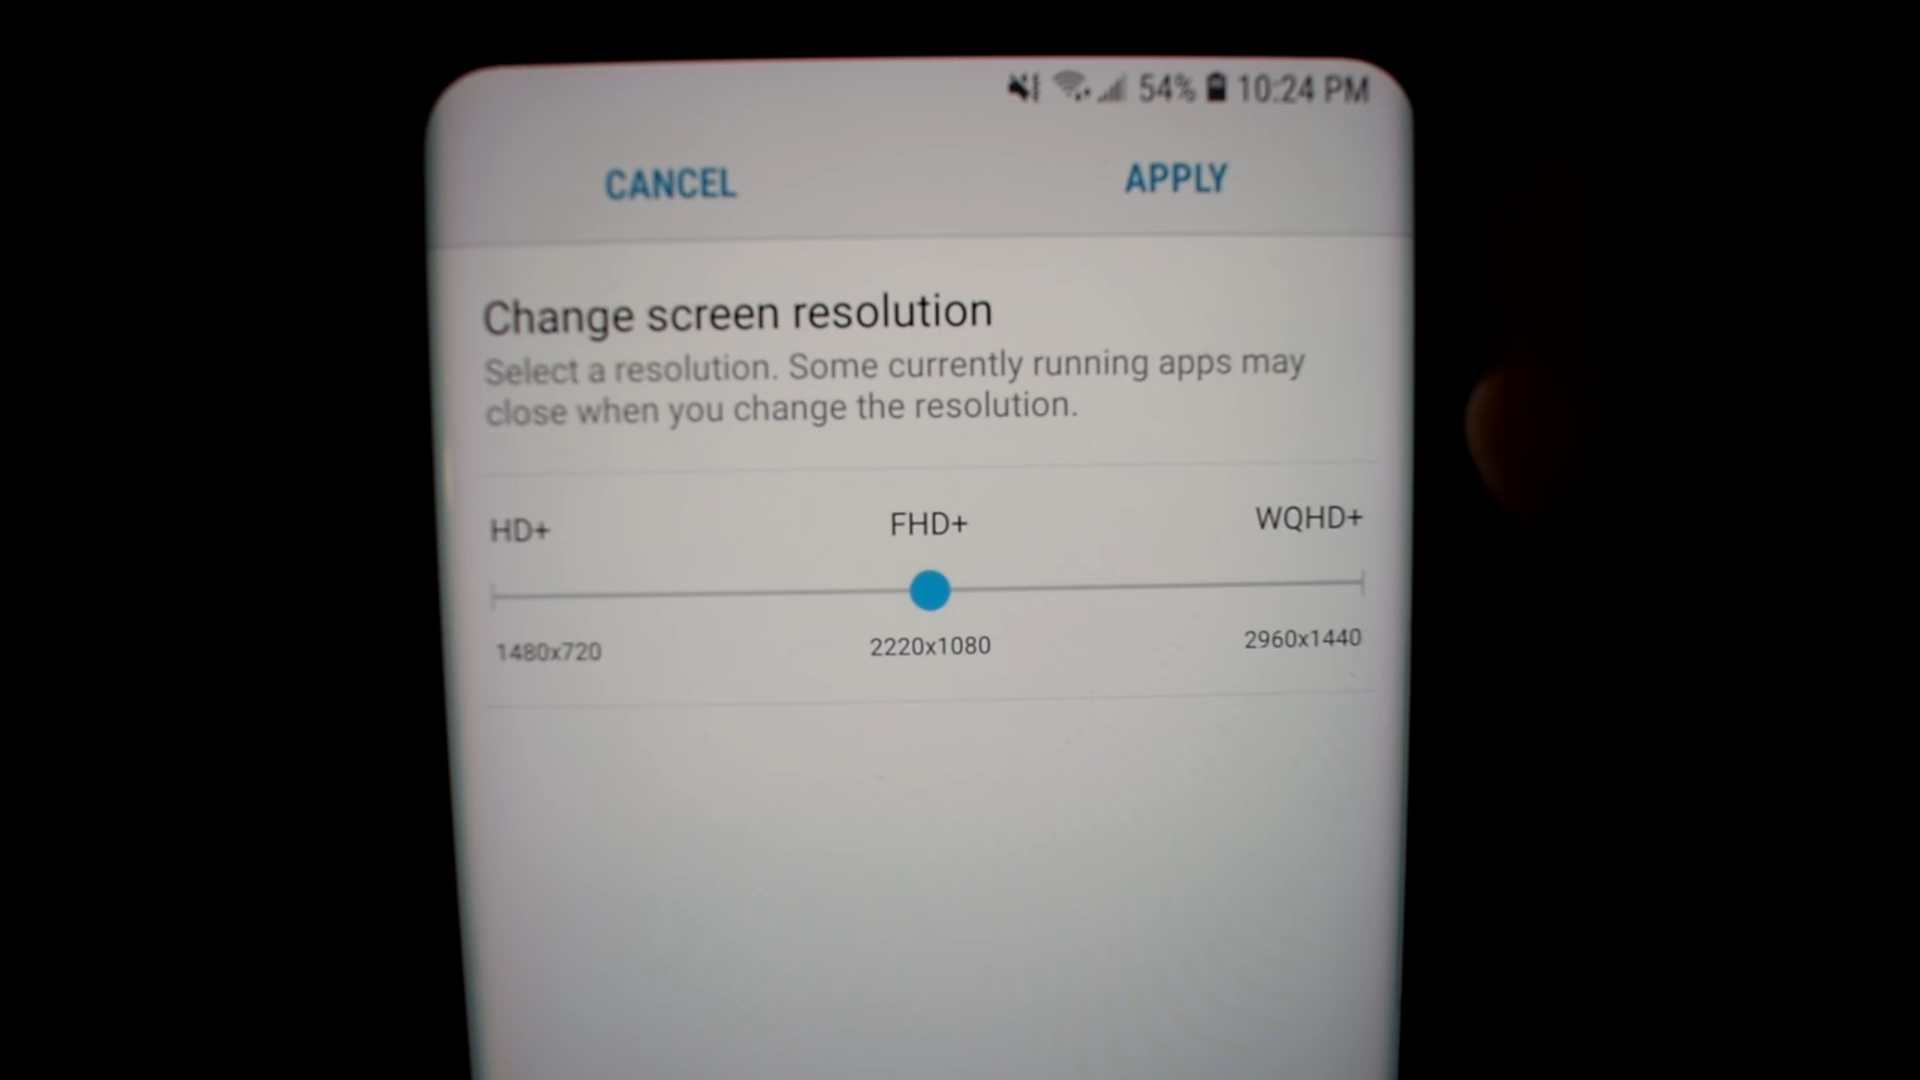 54% 10:24 PM
CANCEL APPLY
Change screen resolution
Select a resolution. Some currently running apps may
close when you change the resolution.
HD+ FHD+ WQHD+
1480x720 2220x1080 2960x1440